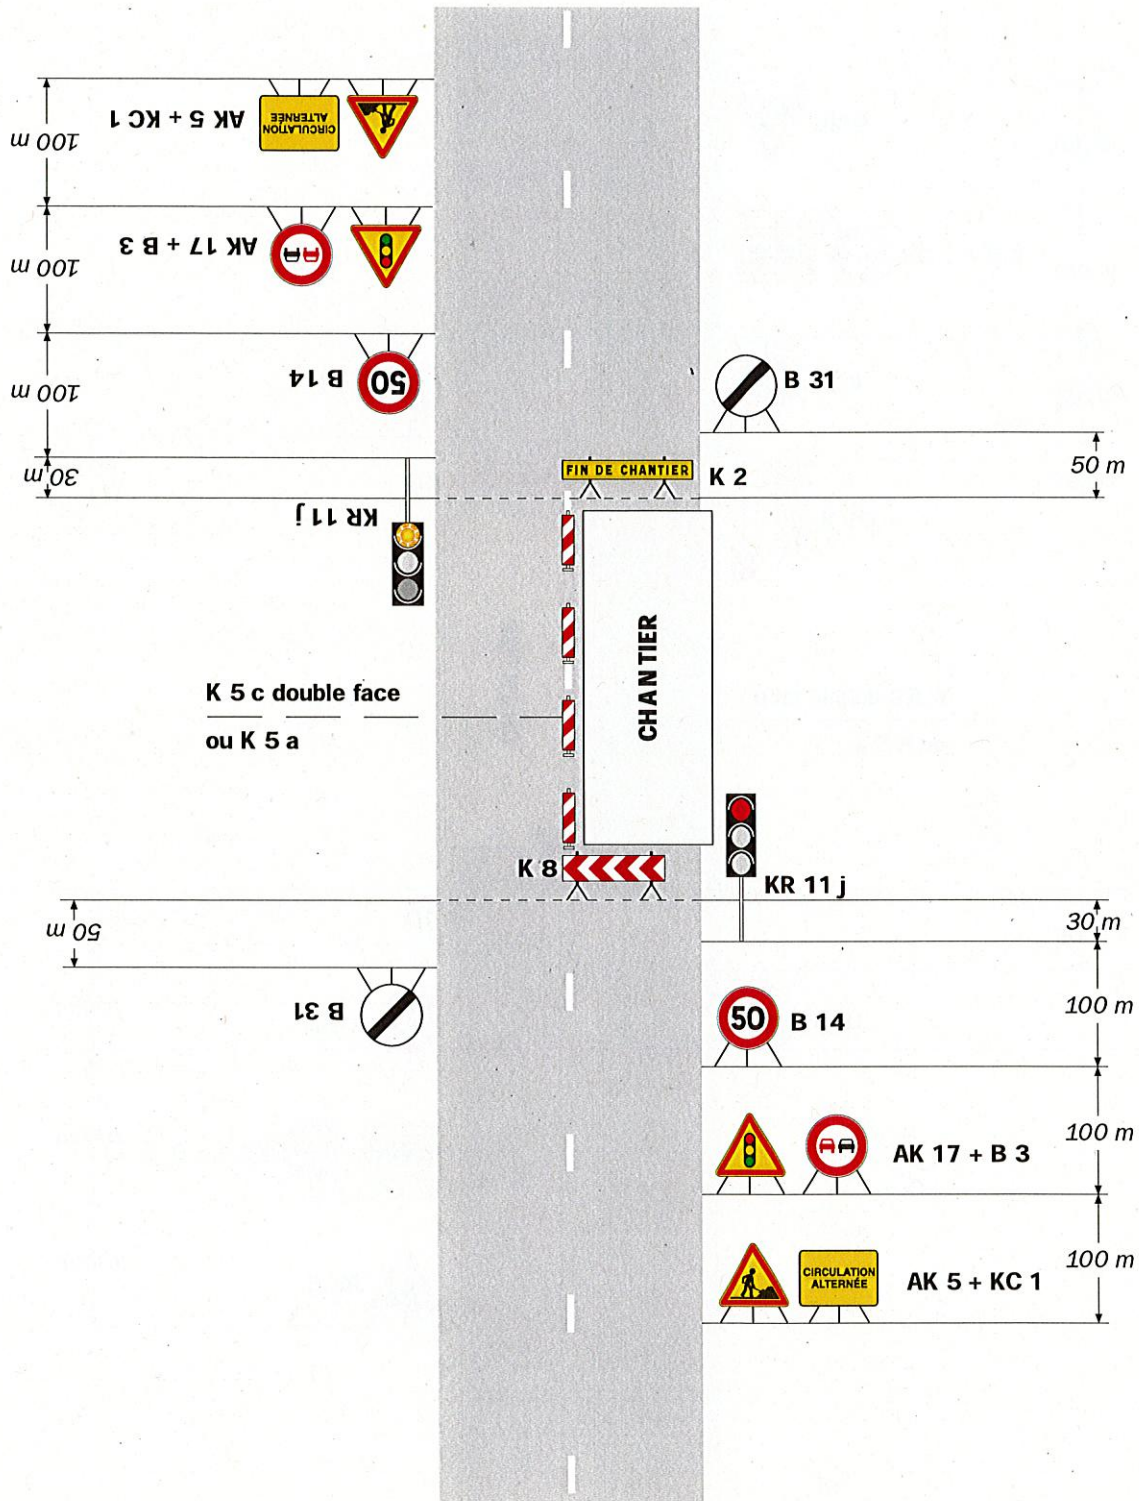 AK 5 + KC 1
CIRCULATION
ALTERNÉE
100 m
AK 17 + B 3
100 m
B 14
50
100 m
B 31
30 m
FIN DE CHANTIER
K 2
50 m
KR 11 j
CHANTIER
K 5 c double face
ou K 5 a
K 8
KR 11 j
50 m
30 m
B 31
50
B 14
100 m
AK 17 + B 3
100 m
CIRCULATION
ALTERNÉE
AK 5 + KC 1
100 m